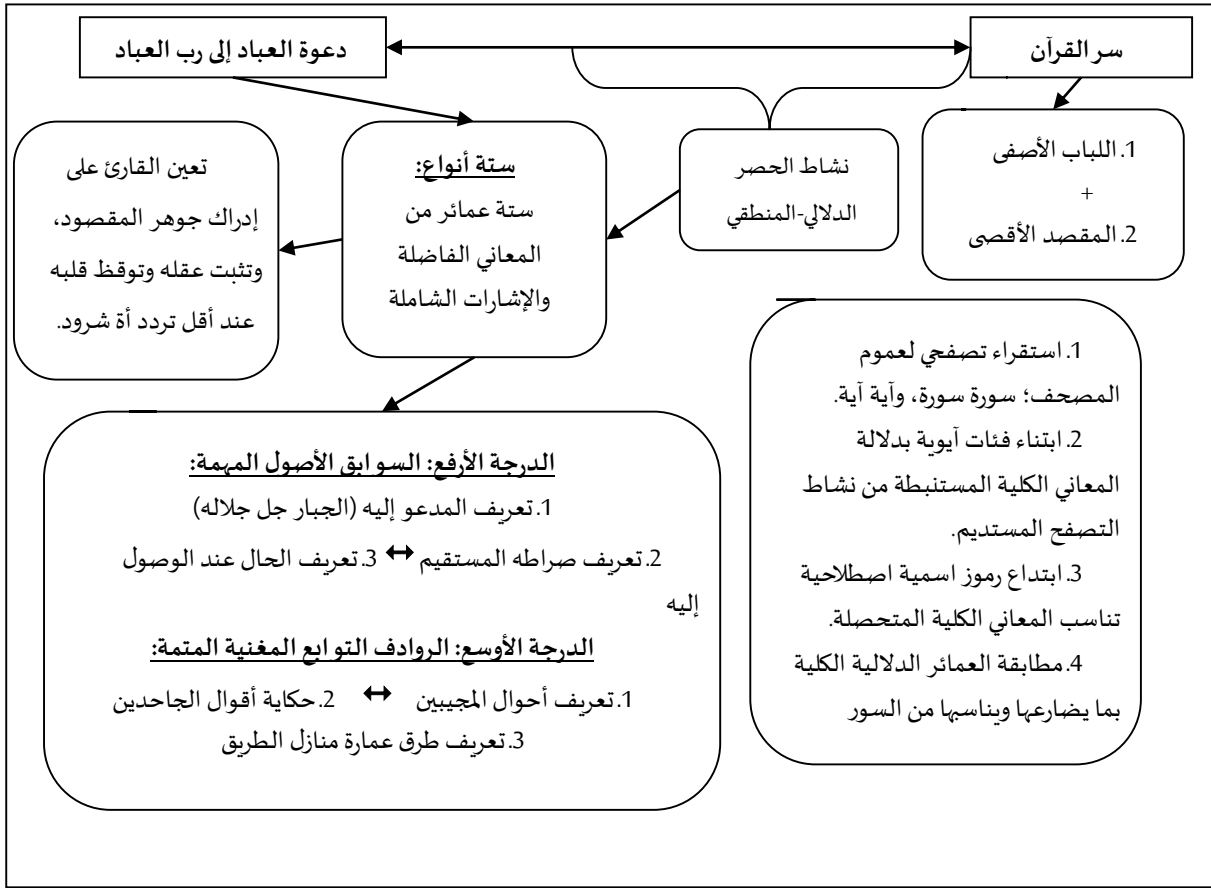 سر القرآن
دعوة العباد إلى رب العباد
1. اللباب الأصفى
+
2. المقصد الأقصى
نشاط الحصر
الدلالي-المنطقي
ستة أنواع:
ستة عمائر من
المعاني الفاضلة
والإشارات الشاملة
تعين القارئ على
إدراك جوهر المقصود،
وتثبت عقله وتوقظ قلبه
عند أقل تردد أة شرود.
1. استقراء تصفحي لعموم
المصحف؛ سورة سورة، وآية آية.
2. ابتناء فئات آيوية بدلالة
المعاني الكلية المستنبطة من نشاط
التصفح المستديم.
3. ابتداع رموز اسمية اصطلاحية
تناسب المعاني الكلية المتحصلة.
4. مطابقة العمائر الدلالية الكلية
بما يضارعها ويناسبها من السور
الدرجة الأرفع: السوابق الأصول المهمة:
1. تعريف المدعو إليه (الجبار جل جلاله)
2. تعريف صراطه المستقيم ↔ 3. تعريف الحال عند الوصول
إليه
الدرجة الأوسع: الروادف التوابع المغنية المتمة:
1. تعريف أحوال المجيبين ↔ 2. حكاية أقوال الجاحدين
3. تعريف طرق عمارة منازل الطريق